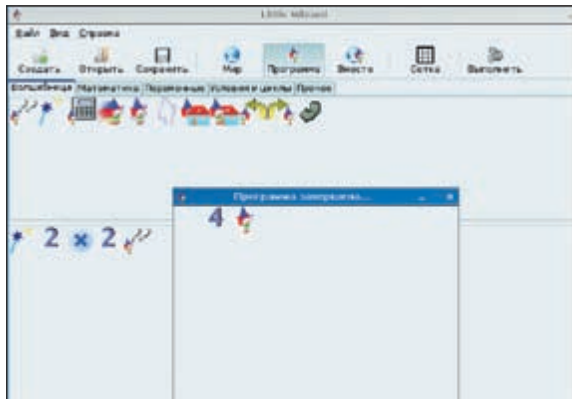 Little Wizard
Файл Вид Справка
Создать Открыть Сохранить Мир Программа Вместе Сетка Выполнить
Волшебница Математика Переменные Условия и циклы Прочее
Программа завершена...
4
2 × 2